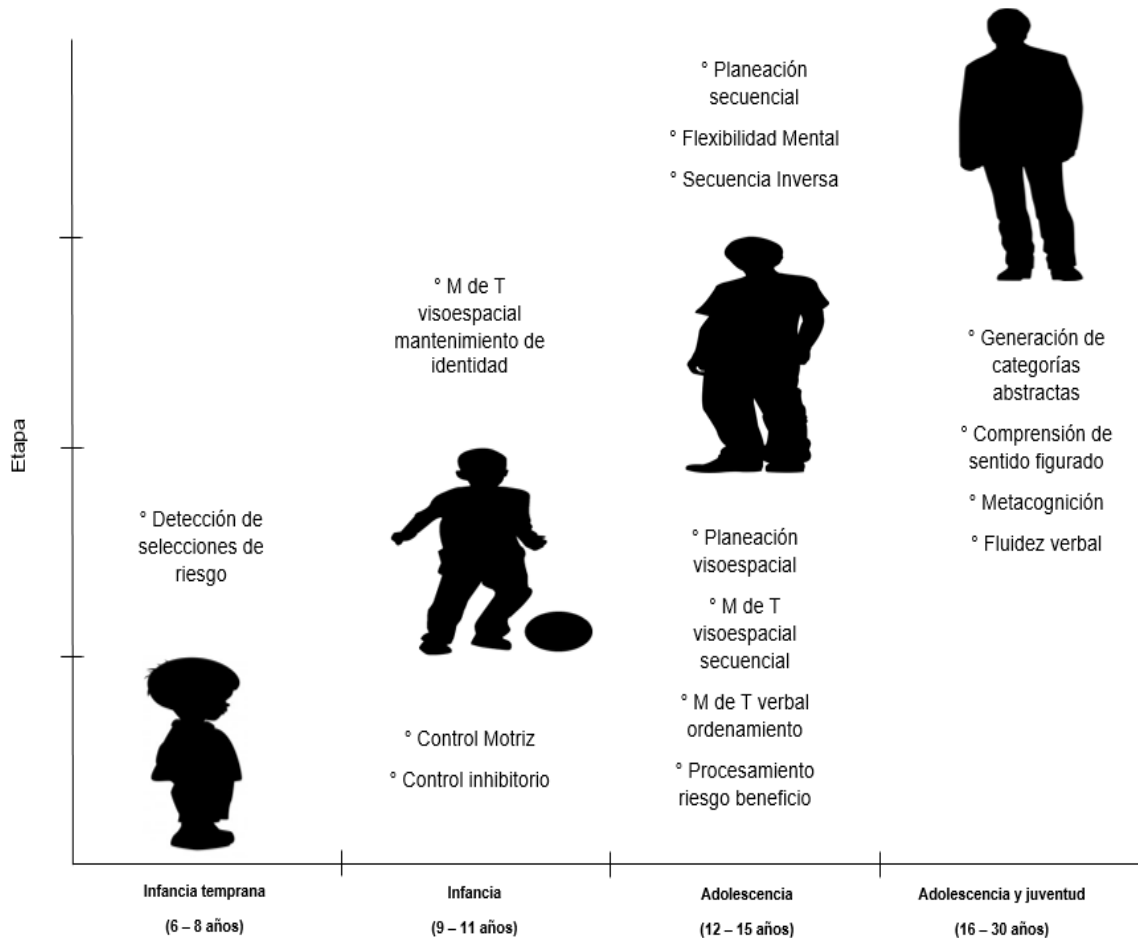 Etapa
° Detección de
selecciones de
riesgo
° M de T
visoespacial
mantenimiento de
identidad
° Control Motriz
° Control inhibitorio
° Planeación
secuencial
° Flexibilidad Mental
° Secuencia Inversa
° Planeación
visoespacial
° M de T
visoespacial
secuencial
° M de T verbal
ordenamiento
° Procesamiento
riesgo beneficio
° Generación de
categorías
abstractas
° Comprensión de
sentido figurado
° Metacognición
° Fluidez verbal
Infancia temprana
(6 – 8 años)
Infancia
(9 – 11 años)
Adolescencia
(12 – 15 años)
Adolescencia y juventud
(16 – 30 años)